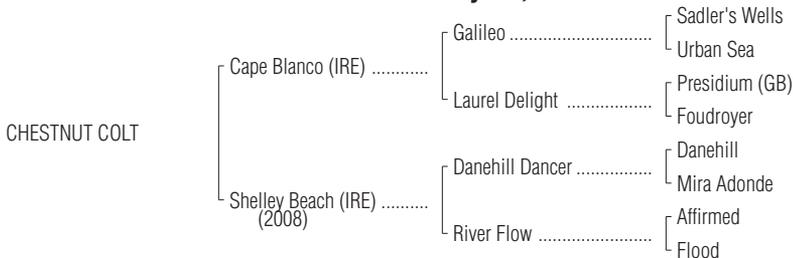 Sadler's Wells
Galileo ............................
Urban Sea
Cape Blanco (IRE) ............
Presidium (GB)
Laurel Delight .................
Foudroyer
CHESTNUT COLT
Danehill
Danehill Dancer ...............
Mira Adonde
Shelley Beach (IRE) ..........
(2008)
Affirmed
River Flow .......................
Flood